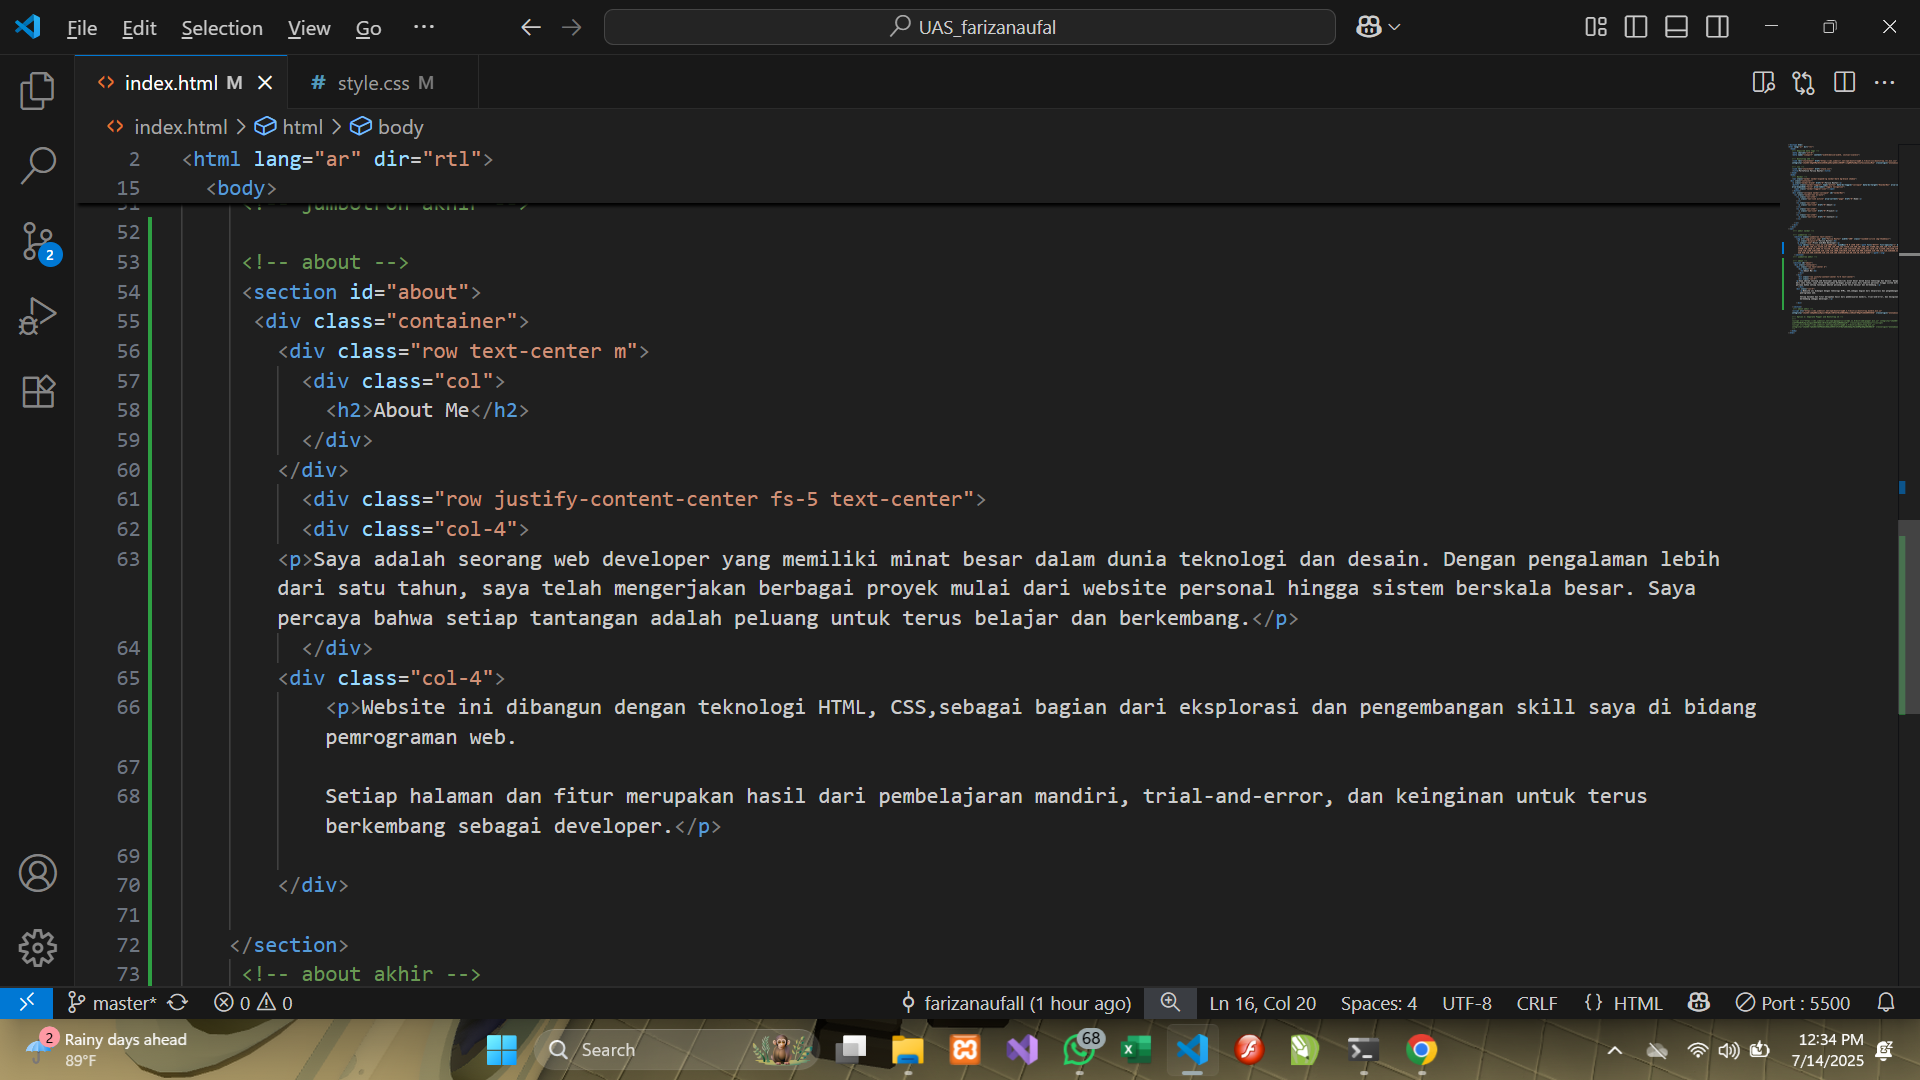 File Edit Selection View Go ··· UAS_farizanaufal
index.html M style.css M
index.html > html > body
2 <html lang="ar" dir="rtl">
15 <body>
51 <!-- jumbotron akhir -->
52
53 <!-- about -->
54 <section id="about">
55 <div class="container">
56 <div class="row text-center m">
57 <div class="col">
58 <h2>About Me</h2>
59 </div>
60 </div>
61 <div class="row justify-content-center fs-5 text-center">
62 <div class="col-4">
63 <p>Saya adalah seorang web developer yang memiliki minat besar dalam dunia teknologi dan desain. Dengan pengalaman lebih
dari satu tahun, saya telah mengerjakan berbagai proyek mulai dari website personal hingga sistem berskala besar. Saya
percaya bahwa setiap tantangan adalah peluang untuk terus belajar dan berkembang.</p>
64 </div>
65 <div class="col-4">
66 <p>Website ini dibangun dengan teknologi HTML, CSS,sebagai bagian dari eksplorasi dan pengembangan skill saya di bidang
pemrograman web.
67
68 Setiap halaman dan fitur merupakan hasil dari pembelajaran mandiri, trial-and-error, dan keinginan untuk terus
berkembang sebagai developer.</p>
69
70 </div>
71
72 </section>
73 <!-- about akhir -->
2
master* 0 0 farizanaufall (1 hour ago) Ln 16, Col 20 Spaces: 4 UTF-8 CRLF {} HTML Port : 5500
2 Rainy days ahead
89°F
Search
68
12:34 PM
7/14/2025